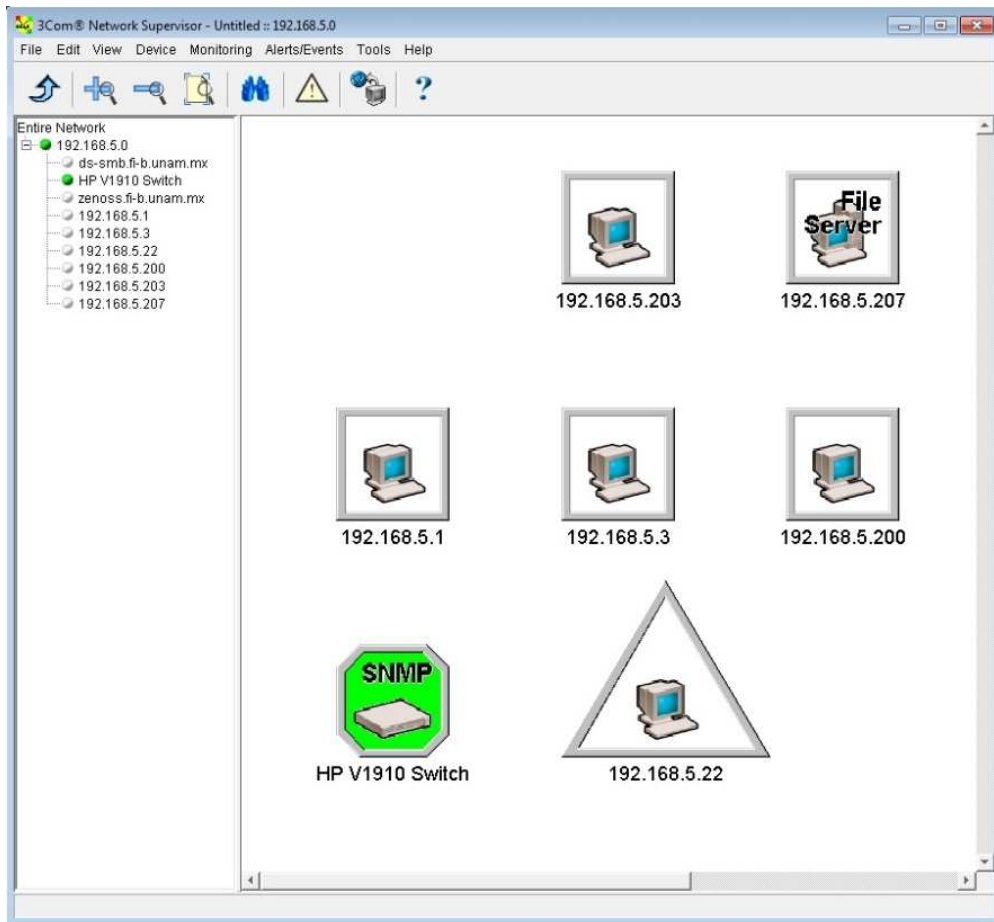 3Com® Network Supervisor - Untitled :: 192.168.5.0
File Edit View Device Monitoring Alerts/Events Tools Help
?
Entire Network
192.168.5.0
ds-smb.fi-b.unam.mx
HP V1910 Switch
zenoss.fi-b.unam.mx
192.168.5.1
192.168.5.3
192.168.5.22
192.168.5.200
192.168.5.203
192.168.5.207
File
Server
192.168.5.203 192.168.5.207
192.168.5.1 192.168.5.3 192.168.5.200
SNMP
HP V1910 Switch 192.168.5.22